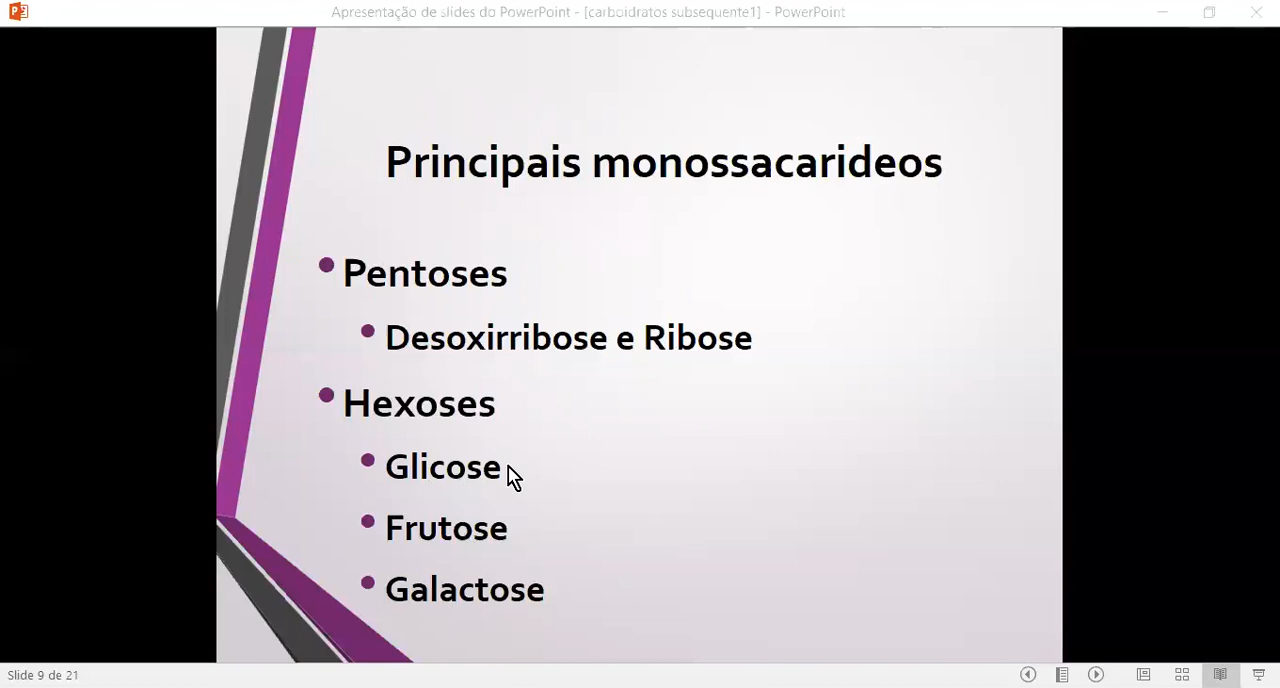 Apresentação de slides do PowerPoint - [carboidratos subsequente1] - PowerPoint
Principais monossacarideos
Pentoses
Desoxirribose e Ribose
Hexoses
Glicose
Frutose
Galactose
Slide 9 de 21